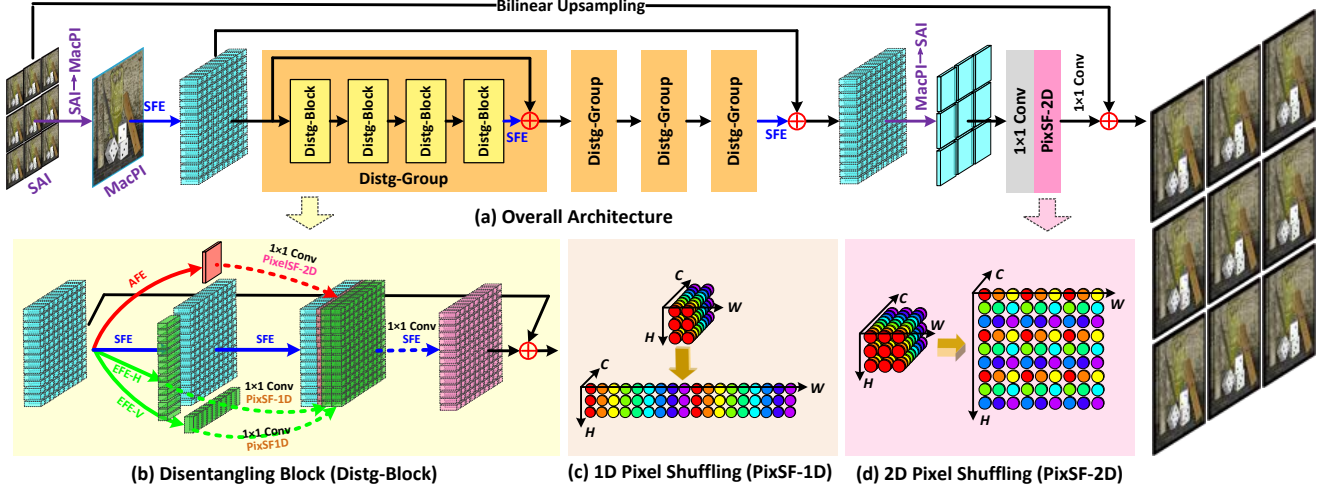 Bilinear Upsampling
SAI→MacPI
SFE
SAI
MacPI
Distg-Block
Distg-Block
Distg-Block
Distg-Block
SFE
Distg-Group
Distg-Group
Distg-Group
Distg-Group
SFE
MacPI→SAI
1×1 Conv
PixSF-2D
1×1 Conv
(a) Overall Architecture
AFE
1×1 Conv
PixelSF-2D
SFE
SFE
1×1 Conv
SFE
EFE-H
1×1 Conv
PixSF-1D
EFE-V
1×1 Conv
PixSF1D
(b) Disentangling Block (Distg-Block)
C
W
H
C
W
H
(c) 1D Pixel Shuffling (PixSF-1D)
C
W
H
C
W
H
(d) 2D Pixel Shuffling (PixSF-2D)